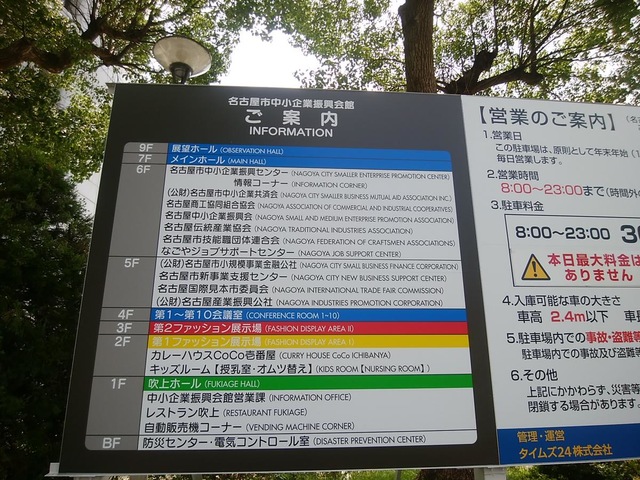 名古屋市中小企業振興会館
ご案内
INFORMATION
9F 展望ホール (OBSERVATION HALL)
7F メインホール (MAIN HALL)
6F 名古屋市中小企業振興センター (NAGOYA CITY SMALLER ENTERPRISE PROMOTION CENTER)
情報コーナー (INFORMATION CORNER)
(公財)名古屋市中小企業共済会 (NAGOYA CITY SMALLER BUSINESS MUTUAL AID ASSOCIATION INC.)
名古屋商工協同組合協会 (NAGOYA ASSOCIATION OF COMMERCIAL AND INDUSTRIAL COOPERATIVES)
名古屋中小企業振興会 (NAGOYA SMALL AND MEDIUM ENTERPRISE PROMOTION ASSOCIATION)
名古屋伝統産業協会 (NAGOYA TRADITIONAL INDUSTRIES ASSOCIATION)
名古屋市技能職団体連合会 (NAGOYA FEDERATION OF CRAFTSMEN ASSOCIATIONS)
なごやジョブサポートセンター (NAGOYA JOB SUPPORT CENTER)
5F (公財)名古屋市小規模事業金融公社 (NAGOYA CITY SMALL BUSINESS FINANCE CORPORATION)
名古屋市新事業支援センター (NAGOYA CITY NEW BUSINESS SUPPORT CENTER)
名古屋国際見本市委員会 (NAGOYA INTERNATIONAL TRADE FAIR COMMISSION)
(公財)名古屋産業振興公社 (NAGOYA INDUSTRIES PROMOTION CORPORATION)
4F 第1～第10会議室 (CONFERENCE ROOM 1~10)
3F 第2ファッション展示場 (FASHION DISPLAY AREA II)
2F 第1ファッション展示場 (FASHION DISPLAY AREA I)
カレーハウスCoCo壱番屋 (CURRY HOUSE CoCo ICHIBANYA)
キッズルーム【授乳室・オムツ替え】 (KIDS ROOM【NURSING ROOM】)
1F 吹上ホール (FUKIAGE HALL)
中小企業振興会館営業課 (INFORMATION OFFICE)
レストラン吹上 (RESTAURANT FUKIAGE)
自動販売機コーナー (VENDING MACHINE CORNER)
BF 防災センター・電気コントロール室 (DISASTER PREVENTION CENTER)
【営業のご案内】
1.営業日
この駐車場は、原則として年末年始(1
毎日営業します。
2.営業時間
8:00～23:00まで(時間外
3.駐車料金
8:00～23:00 30
本日最大料金は
ありません
4.入庫可能な車の大きさ
車高 2.4m以下 車長
5.駐車場内での事故・盗難等
駐車場内での事故及び盗難
6.その他
上記にかかわらず、災害等
閉鎖する場合があります。
管理・運営
タイムズ24株式会社